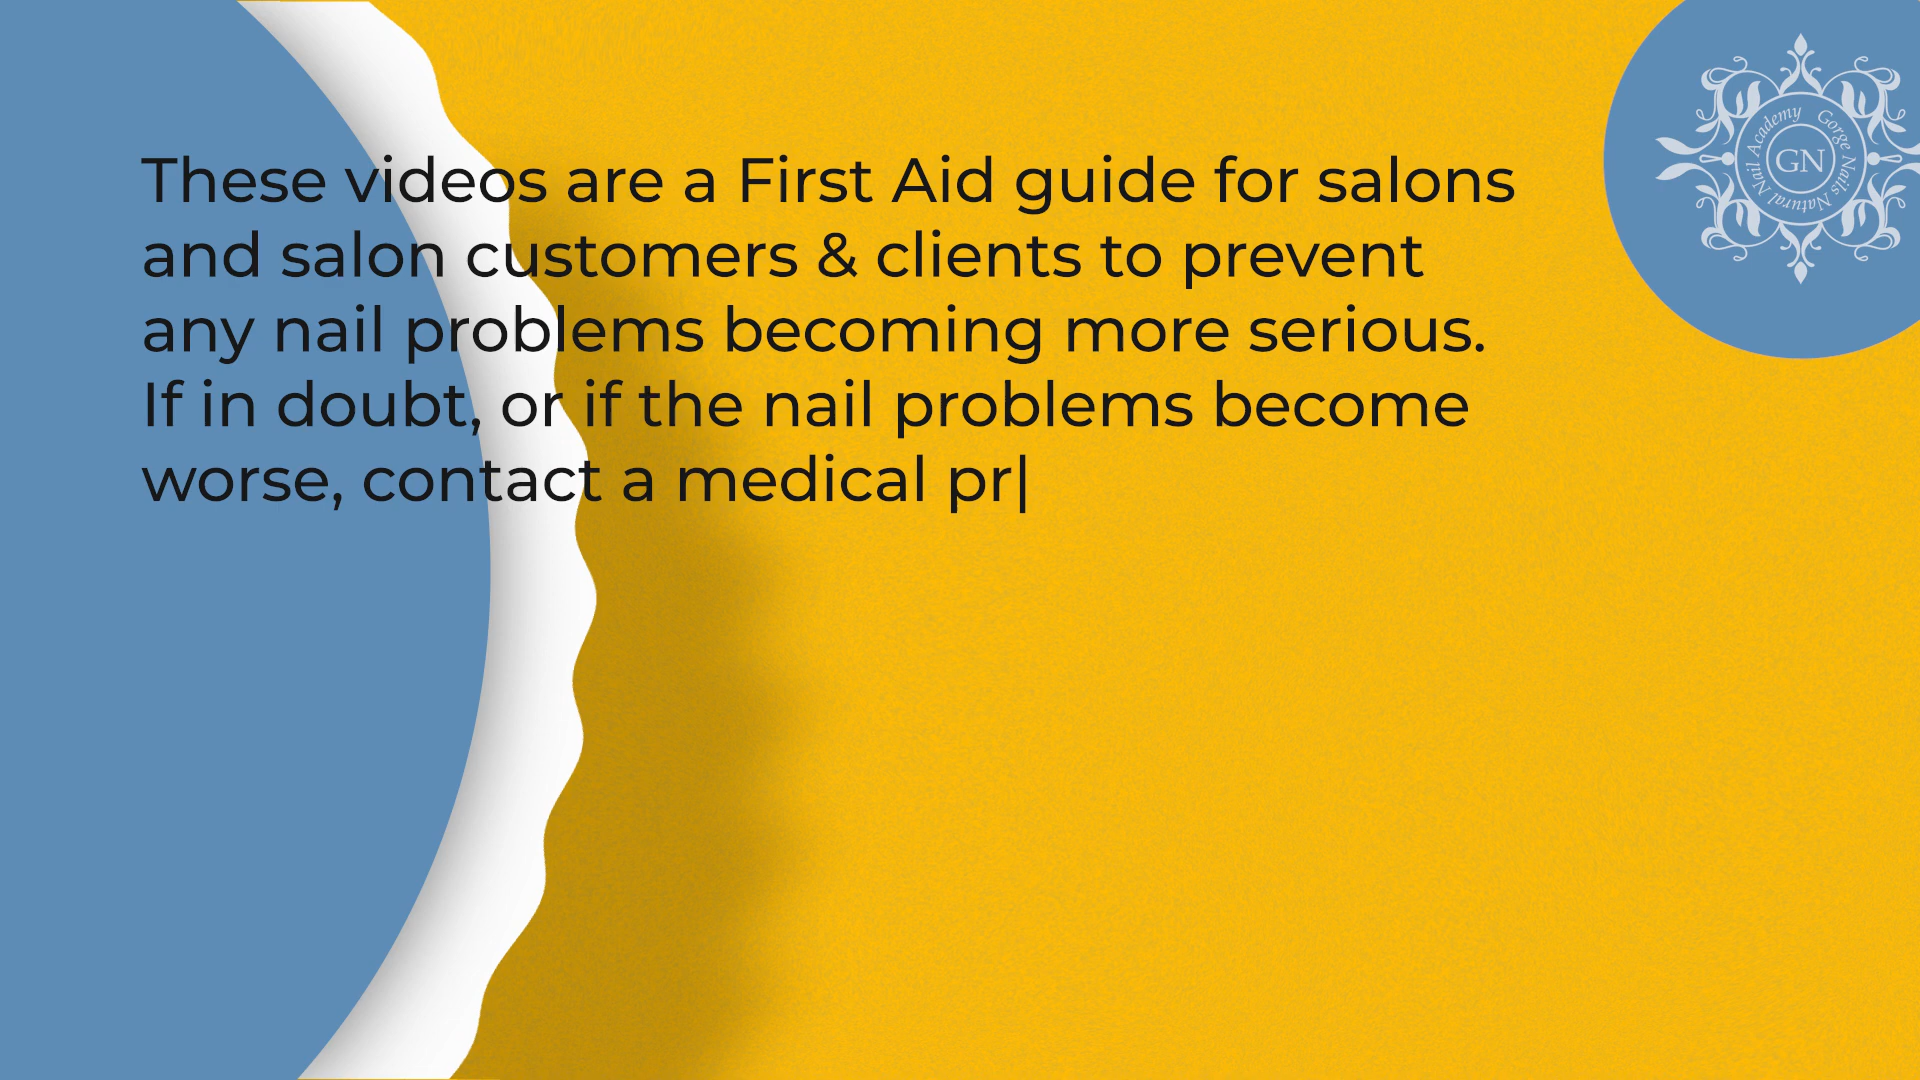 These videos are a First Aid guide for salons
and salon customers & clients to prevent
any nail problems becoming more serious.
If in doubt, or if the nail problems become
worse, contact a medical pr|
Gorge Nails Natural Nail Academy
GN